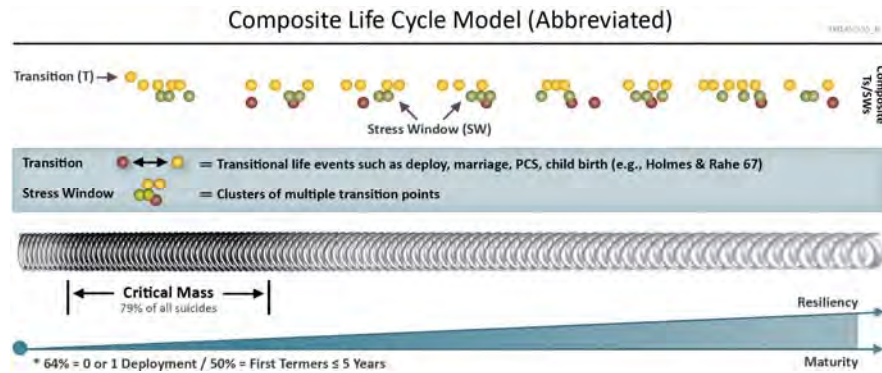 Composite Life Cycle Model (Abbreviated)
Transition (T)
Stress Window (SW)
Composite
Ts/SWs
Transition = Transitional life events such as deploy, marriage, PCS, child birth (e.g., Holmes & Rahe 67)
Stress Window = Clusters of multiple transition points
Critical Mass
79% of all suicides
Resiliency
* 64% = 0 or 1 Deployment / 50% = First Termers ≤ 5 Years
Maturity